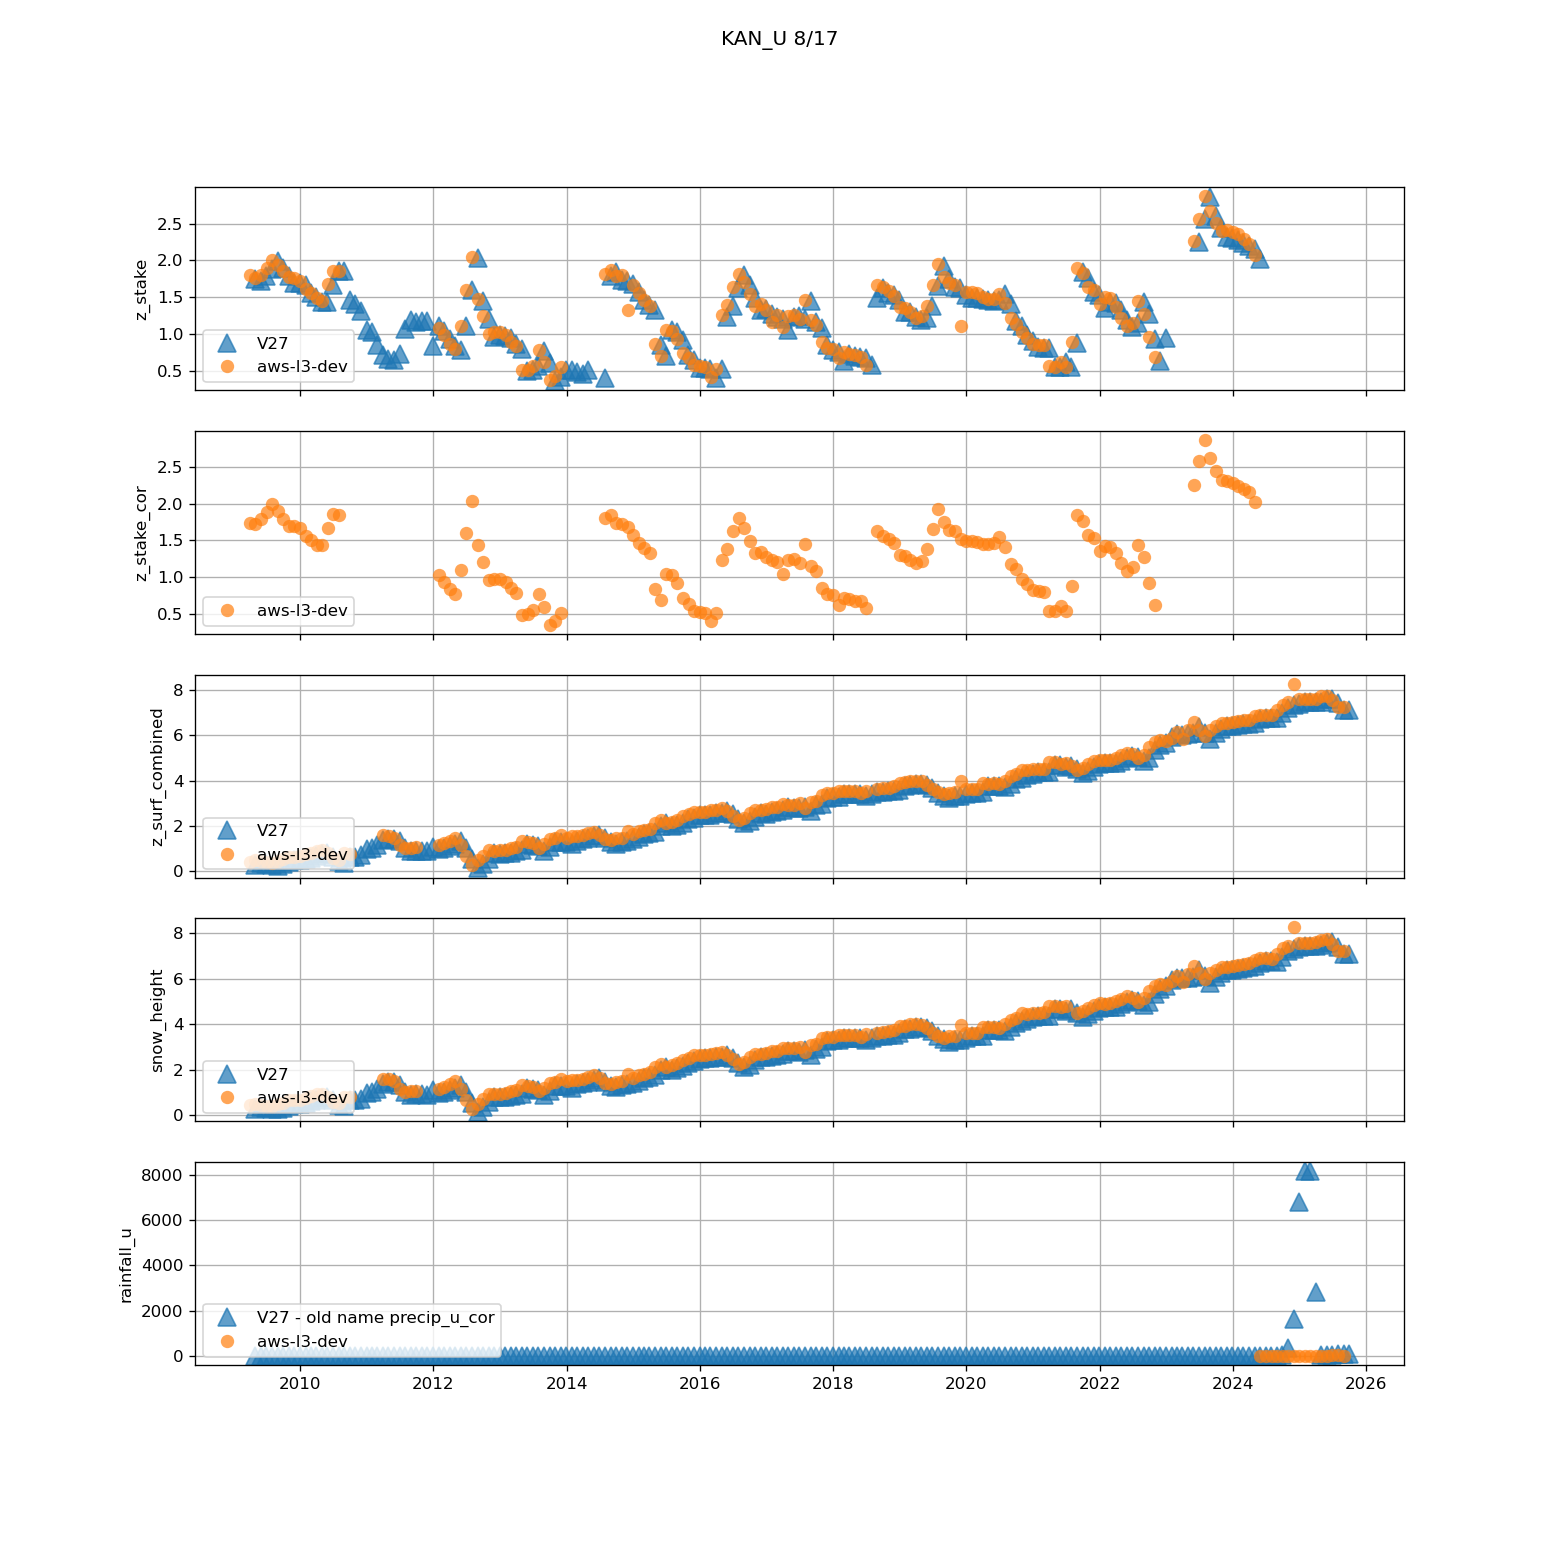 KAN_U 8/17
z_stake
2.5
2.0
1.5
1.0
0.5
V27
aws-l3-dev
z_stake_cor
2.5
2.0
1.5
1.0
0.5
aws-l3-dev
z_surf_combined
8
6
4
2
0
V27
aws-l3-dev
snow_height
8
6
4
2
0
V27
aws-l3-dev
rainfall_u
8000
6000
4000
2000
0
V27 - old name precip_u_cor
aws-l3-dev
2010 2012 2014 2016 2018 2020 2022 2024 2026